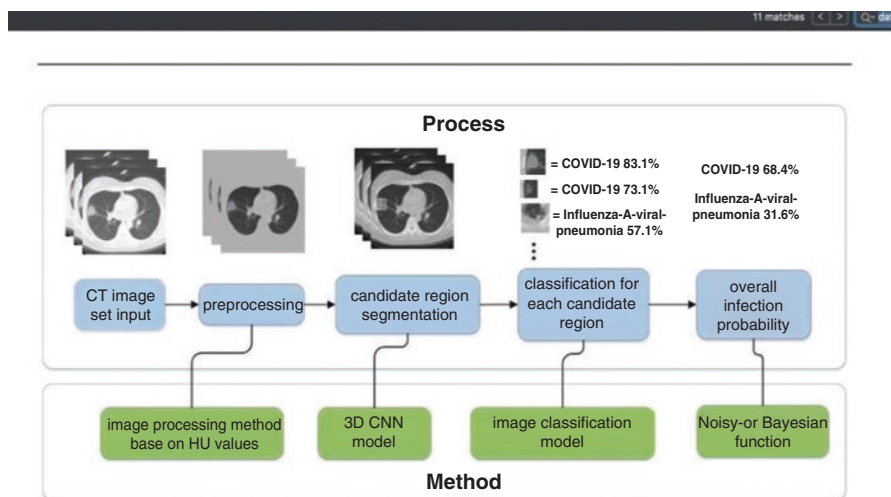 11 matches < > dat
Process
= COVID-19 83.1%
= COVID-19 73.1%
= Influenza-A-viral-
pneumonia 57.1%
COVID-19 68.4%
Influenza-A-viral-
pneumonia 31.6%
CT image
set input
preprocessing
candidate region
segmentation
classification for
each candidate
region
overall
infection
probability
image processing method
base on HU values
3D CNN
model
image classification
model
Noisy-or Bayesian
function
Method